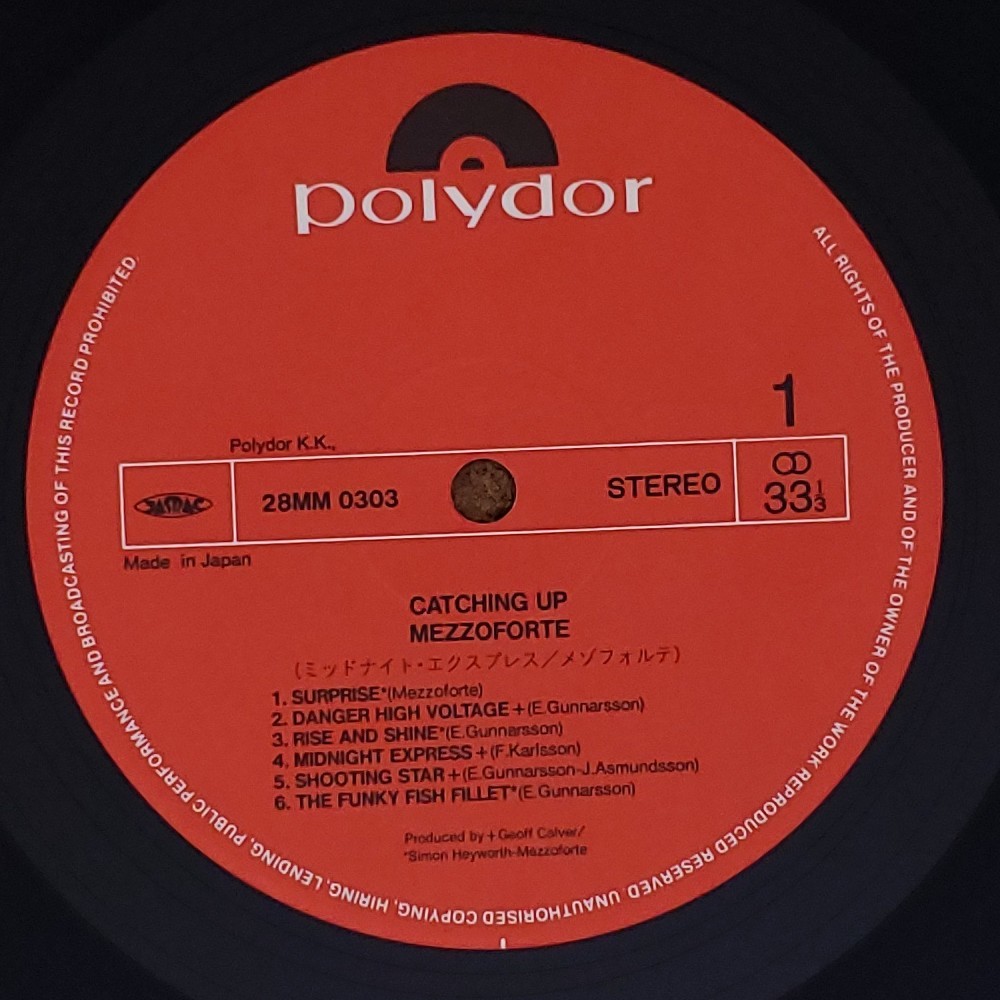 polydor
1
Polydor K.K.,
JASRAC
28MM 0303
STEREO
33⅓
Made in Japan
CATCHING UP
MEZZOFORTE
(ミッドナイト・エクスプレス/メゾフォルテ)
1. SURPRISE*(Mezzoforte)
2. DANGER HIGH VOLTAGE+(E.Gunnarsson)
3. RISE AND SHINE*(E.Gunnarsson)
4. MIDNIGHT EXPRESS+(F.Karlsson)
5. SHOOTING STAR+(E.Gunnarsson-J.Asmundsson)
6. THE FUNKY FISH FILLET*(E.Gunnarsson)
Produced by +Geoff Calver/
*Simon Heyworth-Mezzoforte
ALL RIGHTS OF THE PRODUCER AND OF THE OWNER OF THE WORK REPRODUCED RESERVED UNAUTHORISED COPYING, HIRING, LENDING, PUBLIC PERFORMANCE AND BROADCASTING OF THIS RECORD PROHIBITED.